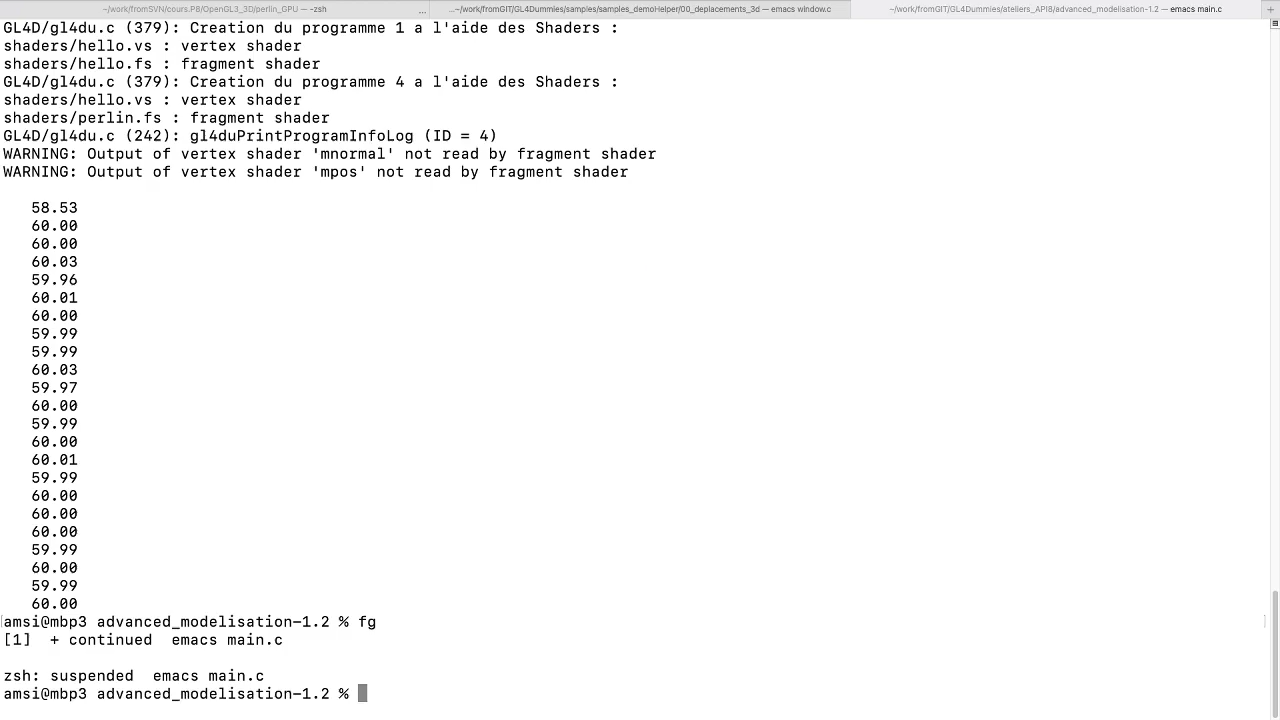 ~/work/fromSVN/cours.P8/OpenGL3_3D/perlin_GPU — -zsh ... ...~/work/fromGIT/GL4Dummies/samples/samples_demoHelper/00_deplacements_3d — emacs window.c ~/work/fromGIT/GL4Dummies/ateliers_API8/advanced_modelisation-1.2 — emacs main.c +
GL4D/gl4du.c (379): Creation du programme 1 a l'aide des Shaders :
shaders/hello.vs : vertex shader
shaders/hello.fs : fragment shader
GL4D/gl4du.c (379): Creation du programme 4 a l'aide des Shaders :
shaders/hello.vs : vertex shader
shaders/perlin.fs : fragment shader
GL4D/gl4du.c (242): gl4duPrintProgramInfoLog (ID = 4)
WARNING: Output of vertex shader 'mnormal' not read by fragment shader
WARNING: Output of vertex shader 'mpos' not read by fragment shader
58.53
60.00
60.00
60.03
59.96
60.01
60.00
59.99
59.99
60.03
59.97
60.00
59.99
60.00
60.01
59.99
60.00
60.00
60.00
59.99
60.00
59.99
60.00
amsi@mbp3 advanced_modelisation-1.2 % fg
[1]  + continued  emacs main.c
zsh: suspended  emacs main.c
amsi@mbp3 advanced_modelisation-1.2 %